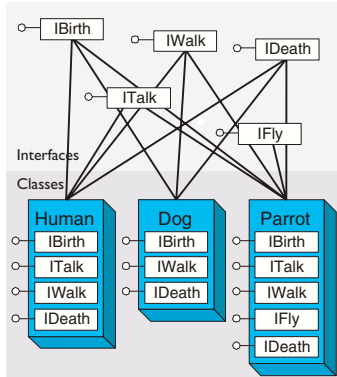 IBirth
IWalk
IDeath
ITalk
IFly
Interfaces
Classes
Human
IBirth
ITalk
IWalk
IDeath
Dog
IBirth
IWalk
IDeath
Parrot
IBirth
ITalk
IWalk
IFly
IDeath